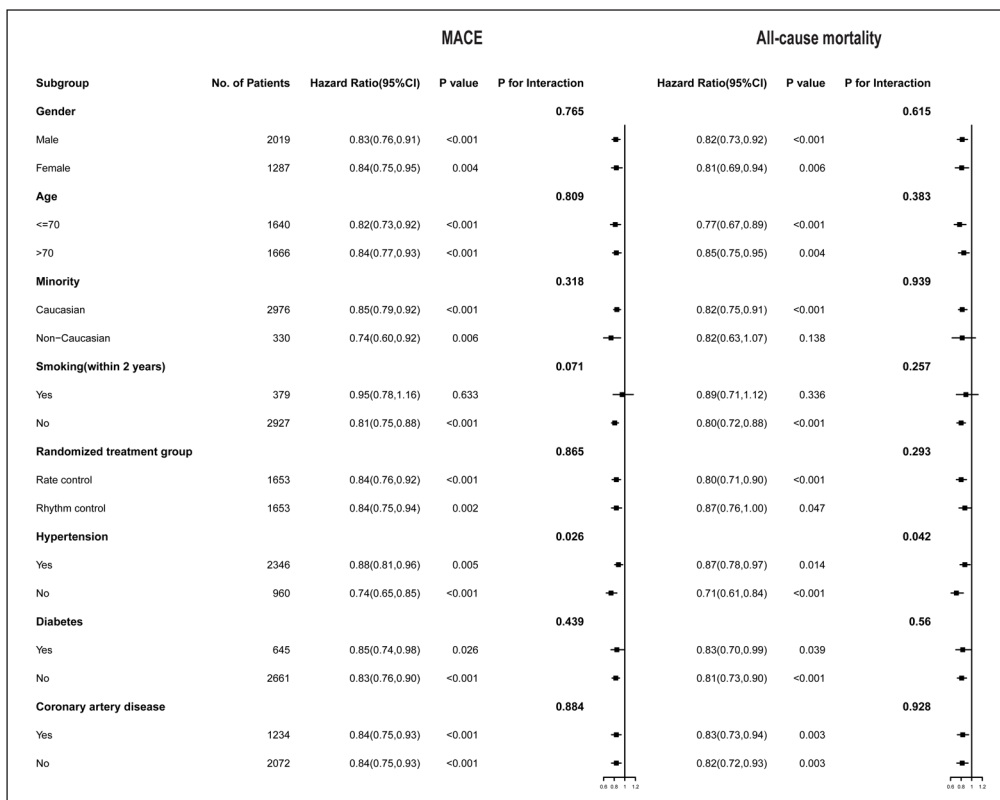 MACE All-cause mortality
Subgroup No. of Patients Hazard Ratio(95%CI) P value P for Interaction Hazard Ratio(95%CI) P value P for Interaction
Gender 0.765 0.615
Male 2019 0.83(0.76,0.91) <0.001 0.82(0.73,0.92) <0.001
Female 1287 0.84(0.75,0.95) 0.004 0.81(0.69,0.94) 0.006
Age 0.809 0.383
<=70 1640 0.82(0.73,0.92) <0.001 0.77(0.67,0.89) <0.001
>70 1666 0.84(0.77,0.93) <0.001 0.85(0.75,0.95) 0.004
Minority 0.318 0.939
Caucasian 2976 0.85(0.79,0.92) <0.001 0.82(0.75,0.91) <0.001
Non−Caucasian 330 0.74(0.60,0.92) 0.006 0.82(0.63,1.07) 0.138
Smoking(within 2 years) 0.071 0.257
Yes 379 0.95(0.78,1.16) 0.633 0.89(0.71,1.12) 0.336
No 2927 0.81(0.75,0.88) <0.001 0.80(0.72,0.88) <0.001
Randomized treatment group 0.865 0.293
Rate control 1653 0.84(0.76,0.92) <0.001 0.80(0.71,0.90) <0.001
Rhythm control 1653 0.84(0.75,0.94) 0.002 0.87(0.76,1.00) 0.047
Hypertension 0.026 0.042
Yes 2346 0.88(0.81,0.96) 0.005 0.87(0.78,0.97) 0.014
No 960 0.74(0.65,0.85) <0.001 0.71(0.61,0.84) <0.001
Diabetes 0.439 0.56
Yes 645 0.85(0.74,0.98) 0.026 0.83(0.70,0.99) 0.039
No 2661 0.83(0.76,0.90) <0.001 0.81(0.73,0.90) <0.001
Coronary artery disease 0.884 0.928
Yes 1234 0.84(0.75,0.93) <0.001 0.83(0.73,0.94) 0.003
No 2072 0.84(0.75,0.93) <0.001 0.82(0.72,0.93) 0.003
0.6 0.8 1 1.2 0.6 0.8 1 1.2